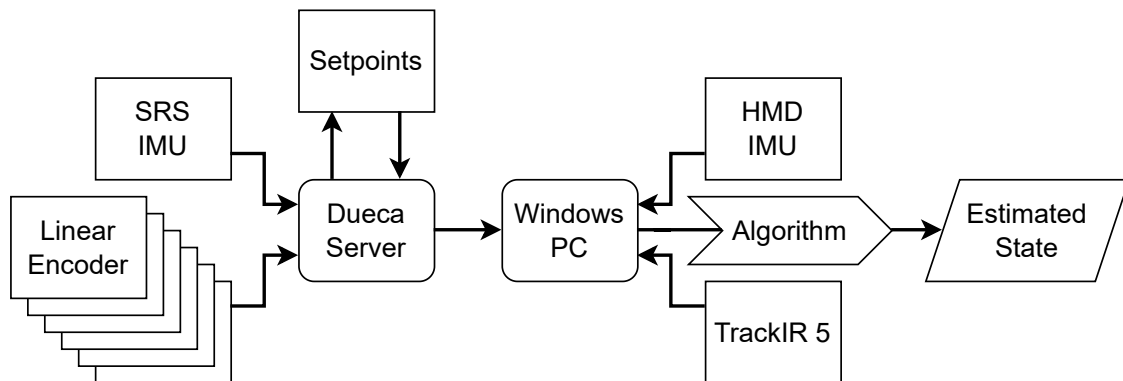 Setpoints
SRS
IMU
HMD
IMU
Linear
Encoder
Dueca
Server
Windows
PC
Algorithm
Estimated
State
TrackIR 5